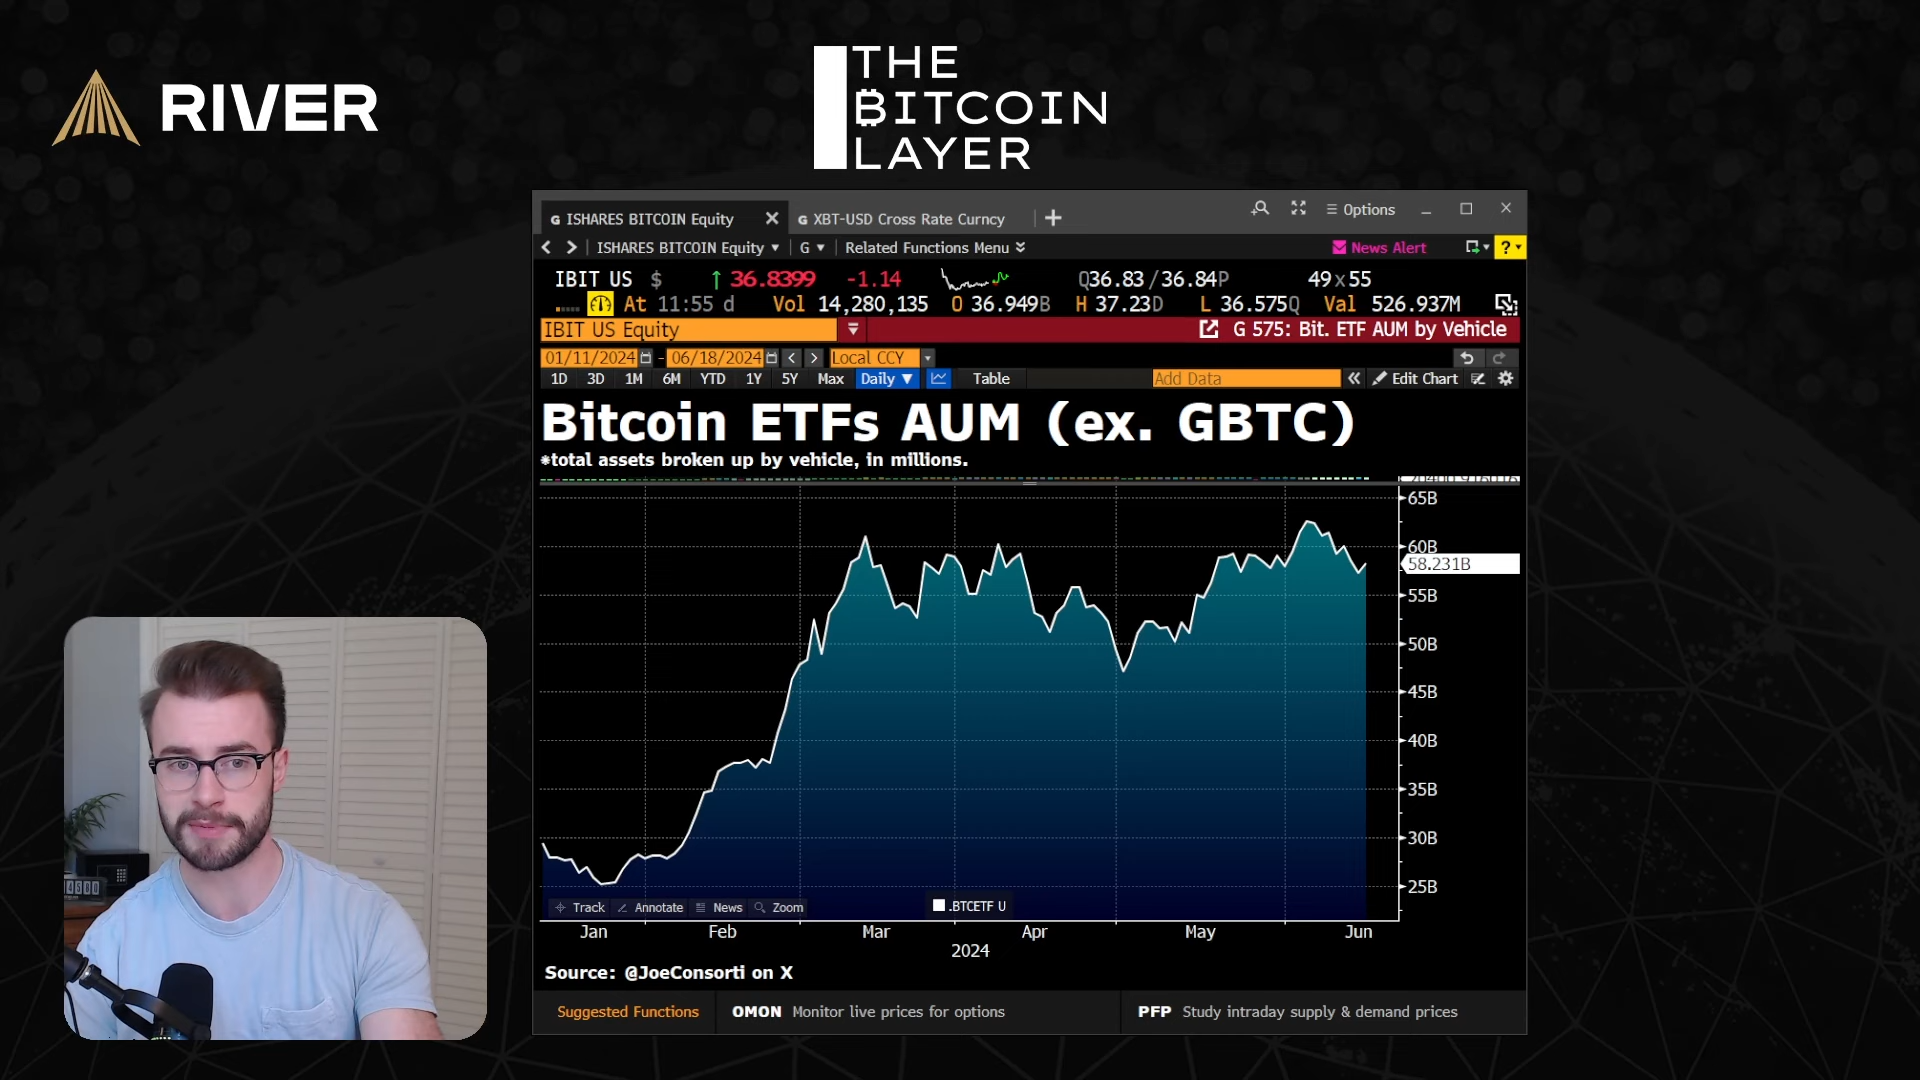 RIVER
THE
BITCOIN
LAYER
G ISHARES BITCOIN Equity
G XBT-USD Cross Rate Curncy
Options
ISHARES BITCOIN Equity
G
Related Functions Menu
News Alert
?
IBIT US $ ↑ 36.8399 -1.14 Q36.83/36.84P 49x55
At 11:55 d Vol 14,280,135 O 36.949B H 37.23D L 36.575Q Val 526.937M
IBIT US Equity
G 575: Bit. ETF AUM by Vehicle
01/11/2024 - 06/18/2024 Local CCY
1D 3D 1M 6M YTD 1Y 5Y Max Daily ▼ Table Add Data « Edit Chart
Bitcoin ETFs AUM (ex. GBTC)
*total assets broken up by vehicle, in millions.
65B
60B
58.231B
55B
50B
45B
40B
35B
30B
25B
Track Annotate News Zoom
.BTCETF U
Jan Feb Mar Apr May Jun
2024
Source: @JoeConsorti on X
Suggested Functions OMON Monitor live prices for options PFP Study intraday supply & demand prices